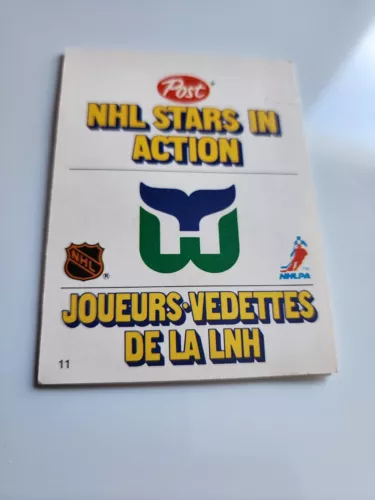 Post
NHL STARS IN
ACTION
NHL ®
NHLPA
JOUEURS·VEDETTES
DE LA LNH
11